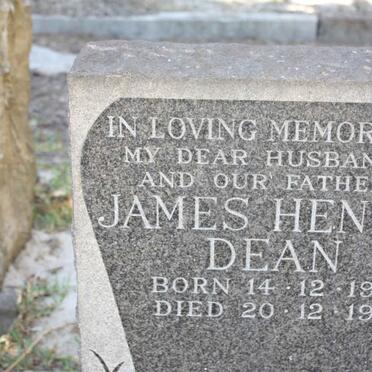 IN LOVING MEMOR
MY DEAR HUSBAN
AND OUR FATHE
JAMES HEN
DEAN
BORN 14·12·19
DIED 20·12·19